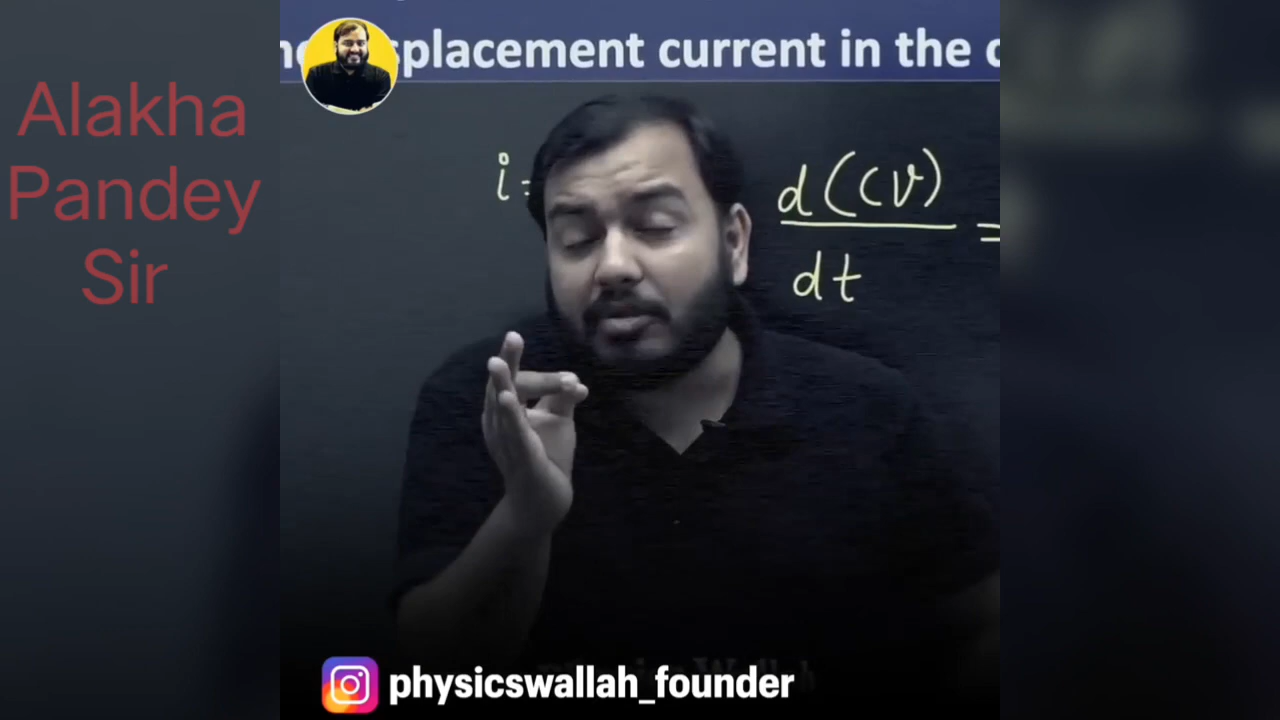 splacement current in the
Alakha
Pandey
Sir
i=
d(CV)
=
dt
physicswallah_founder